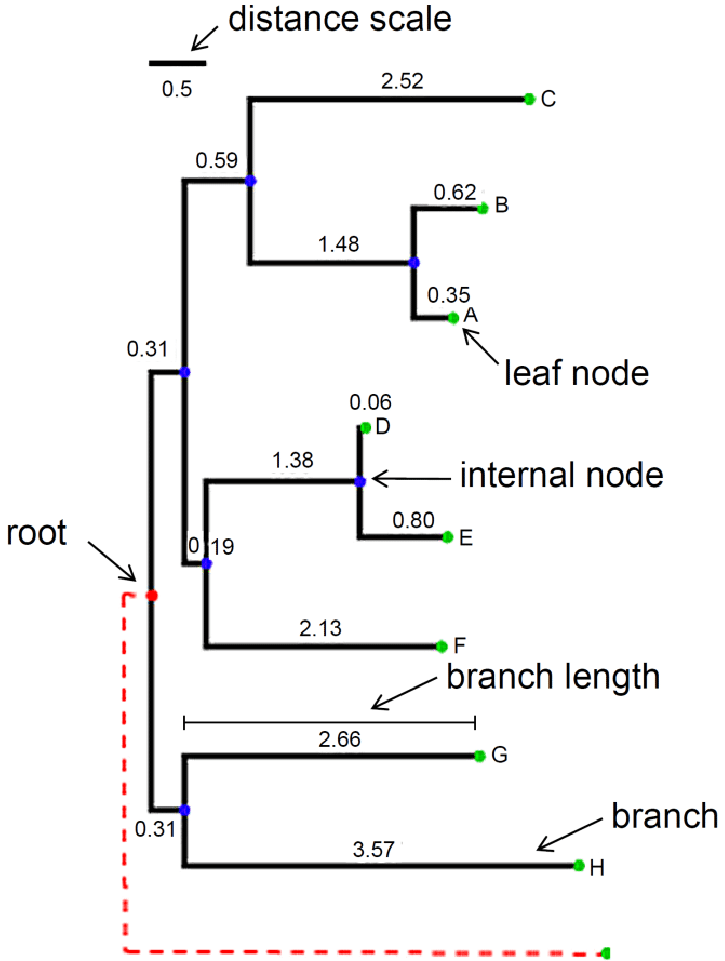 distance scale
0.5
2.52
C
0.59
0.62
B
1.48
0.35
A
0.31
leaf node
0.06
D
1.38
internal node
0.80
E
root
0 19
2.13
F
branch length
2.66
G
0.31
branch
3.57
H